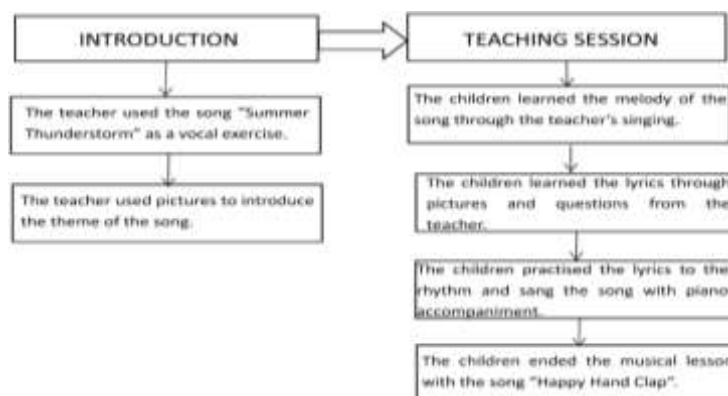 INTRODUCTION
The teacher used the song "Summer
Thunderstorm" as a vocal exercise.
The teacher used pictures to introduce
the theme of the song.
TEACHING SESSION
The children learned the melody of the
song through the teacher's singing.
The children learned the lyrics through
pictures and questions from the
teacher.
The children practised the lyrics to the
rhythm and sang the song with piano
accompaniment.
The children ended the musical lesson
with the song "Happy Hand Clap".